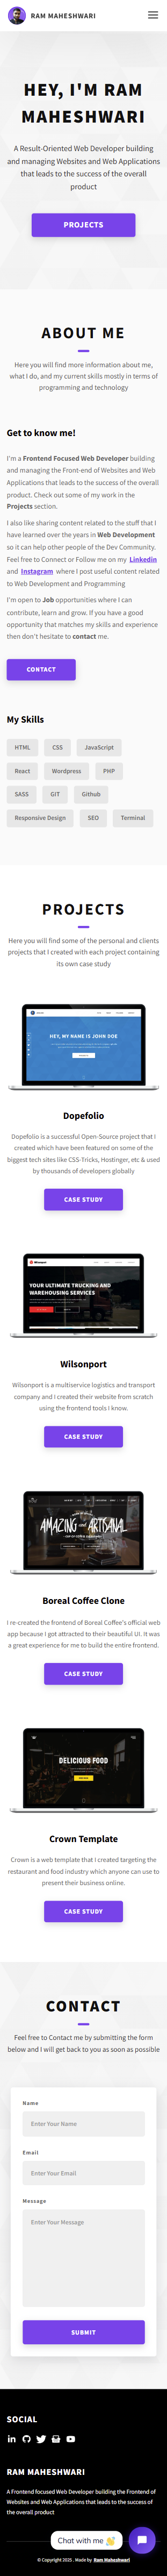 RAM MAHESHWARI
HEY, I'M RAM
MAHESHWARI
A Result-Oriented Web Developer building
and managing Websites and Web Applications
that leads to the success of the overall
product
PROJECTS
ABOUT ME
Here you will find more information about me,
what I do, and my current skills mostly in terms of
programming and technology
Get to know me!
I'm a Frontend Focused Web Developer building
and managing the Front-end of Websites and Web
Applications that leads to the success of the overall
product. Check out some of my work in the
Projects section.
I also like sharing content related to the stuff that I
have learned over the years in Web Development
so it can help other people of the Dev Community.
Feel free to Connect or Follow me on my Linkedin
and Instagram where I post useful content related
to Web Development and Programming
I'm open to Job opportunities where I can
contribute, learn and grow. If you have a good
opportunity that matches my skills and experience
then don't hesitate to contact me.
CONTACT
My Skills
HTML CSS JavaScript
React Wordpress PHP
SASS GIT Github
Responsive Design SEO Terminal
PROJECTS
Here you will find some of the personal and clients
projects that I created with each project containing
its own case study
HEY, MY NAME IS JOHN DOE
Dopefolio
Dopefolio is a successful Open-Source project that I
created which have been featured on some of the
biggest tech sites like CSS-Tricks, Hostinger, etc & used
by thousands of developers globally
CASE STUDY
YOUR ULTIMATE TRUCKING AND
WAREHOUSING SERVICES
Wilsonport
Wilsonport is a multiservice logistics and transport
company and I created their website from scratch
using the frontend tools I know.
CASE STUDY
AMAZING ARTISANAL
Boreal Coffee Clone
I re-created the frontend of Boreal Coffee's official web
app because I got attracted to their beautiful UI. It was
a great experience for me to build the entire frontend.
CASE STUDY
DELICIOUS FOOD
Crown Template
Crown is a web template that I created targeting the
restaurant and food industry which anyone can use to
present their business online.
CASE STUDY
CONTACT
Feel free to Contact me by submitting the form
below and I will get back to you as soon as possible
Name
Enter Your Name
Email
Enter Your Email
Message
Enter Your Message
SUBMIT
SOCIAL
RAM MAHESHWARI
A Frontend focused Web Developer building the Frontend of
Websites and Web Applications that leads to the success of
the overall product
Chat with me 👋
© Copyright 2025 . Made by Ram Maheshwari